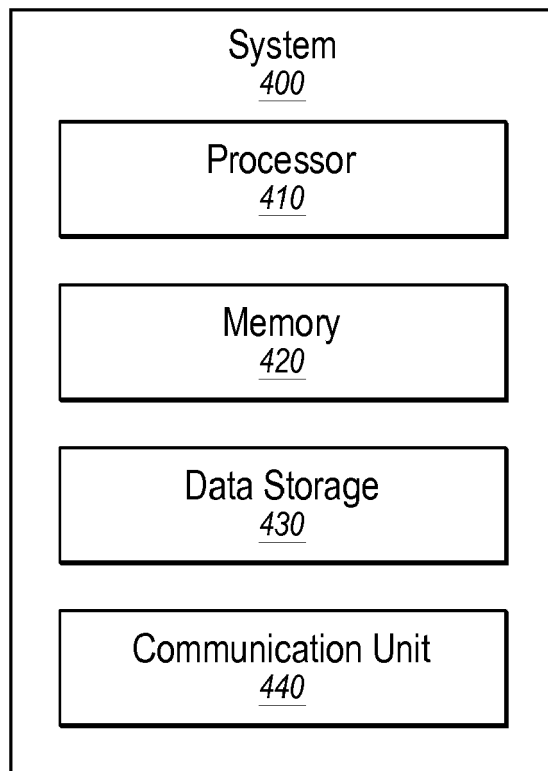 System
400
Processor
410
Memory
420
Data Storage
430
Communication Unit
440